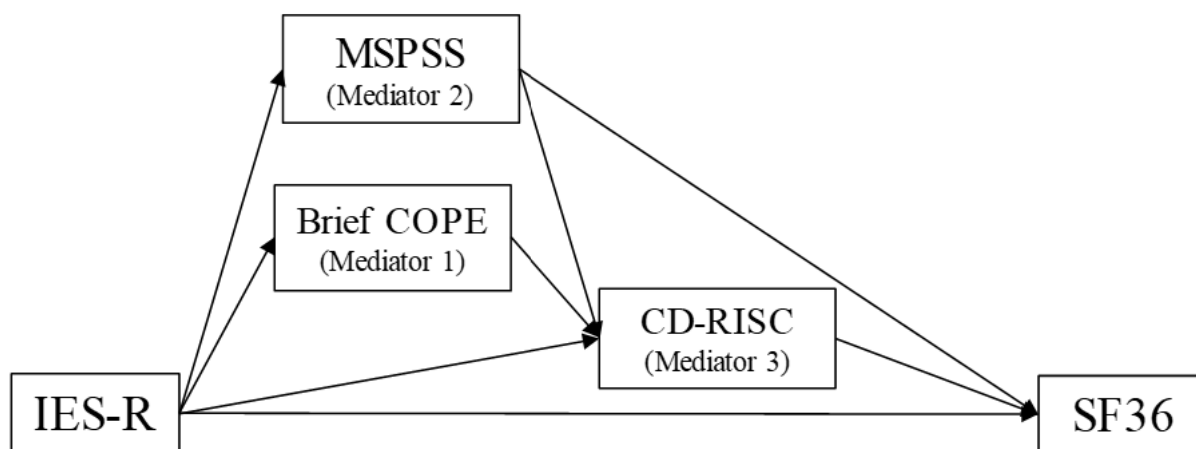 MSPSS
(Mediator 2)
Brief COPE
(Mediator 1)
CD-RISC
(Mediator 3)
IES-R
SF36